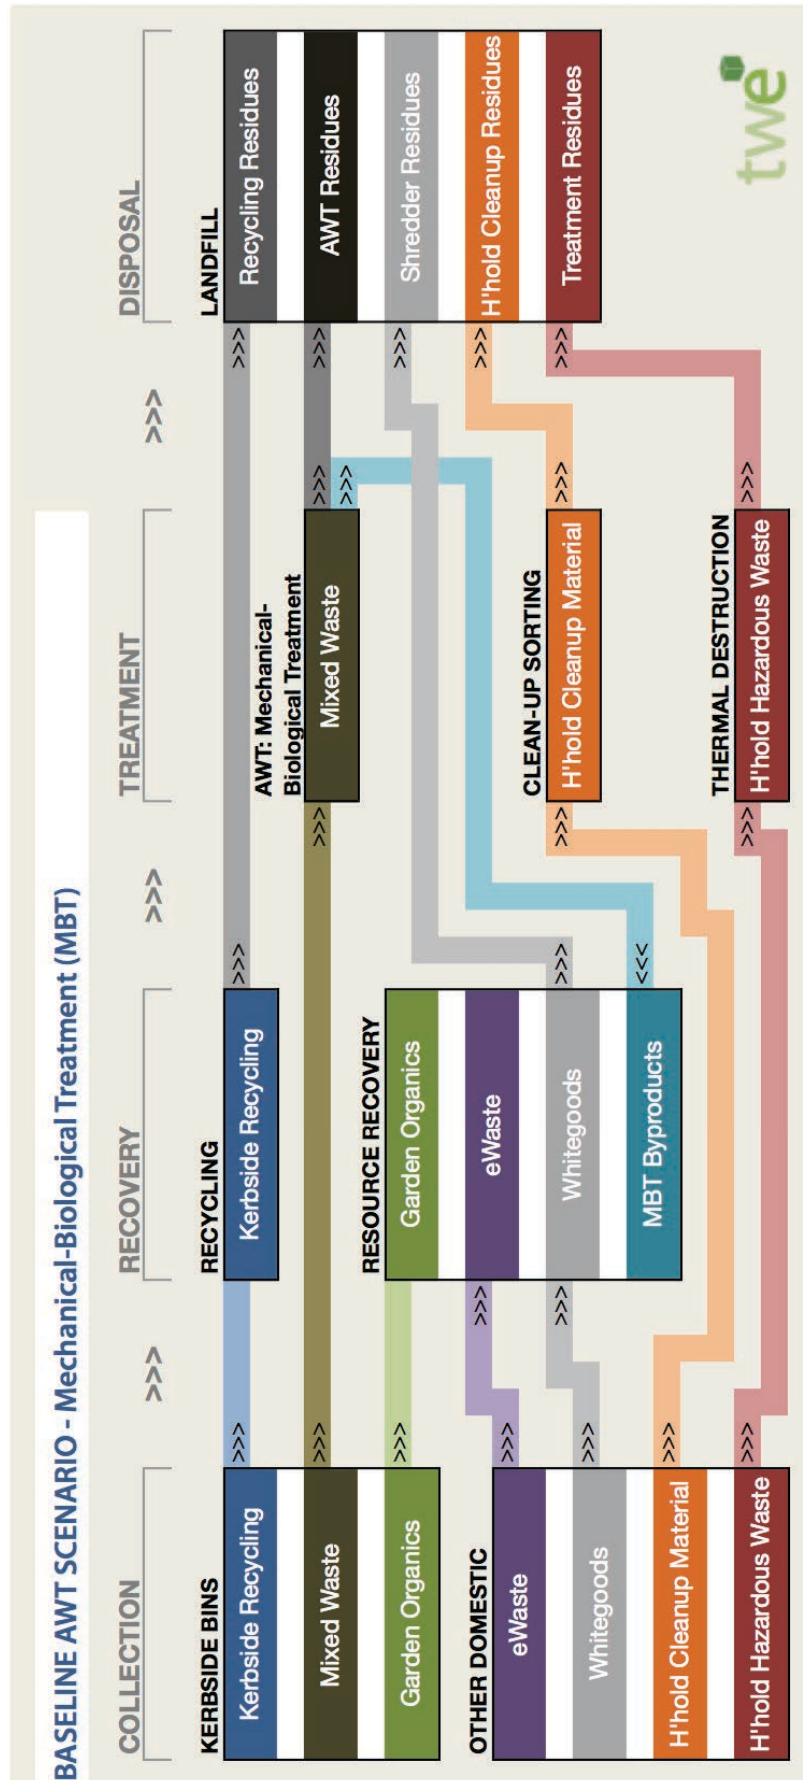 BASELINE AWT SCENARIO - Mechanical-Biological Treatment (MBT)
COLLECTION
>>>
RECOVERY
>>>
TREATMENT
>>>
DISPOSAL
KERBSIDE BINS
Kerbside Recycling
>>>
Mixed Waste
>>>
Garden Organics
>>>
OTHER DOMESTIC
eWaste
>>>
Whitegoods
>>>
H'hold Cleanup Material
>>>
H'hold Hazardous Waste
>>>
RECYCLING
Kerbside Recycling
>>>
RESOURCE RECOVERY
Garden Organics
>>>
eWaste
>>>
Whitegoods
>>>
MBT Byproducts
<<<
AWT: Mechanical-
Biological Treatment
>>>
Mixed Waste
>>>
>>>
CLEAN-UP SORTING
>>>
H'hold Cleanup Material
>>>
THERMAL DESTRUCTION
>>>
H'hold Hazardous Waste
>>>
LANDFILL
>>>
Recycling Residues
>>>
AWT Residues
>>>
Shredder Residues
>>>
H'hold Cleanup Residues
>>>
Treatment Residues
twe